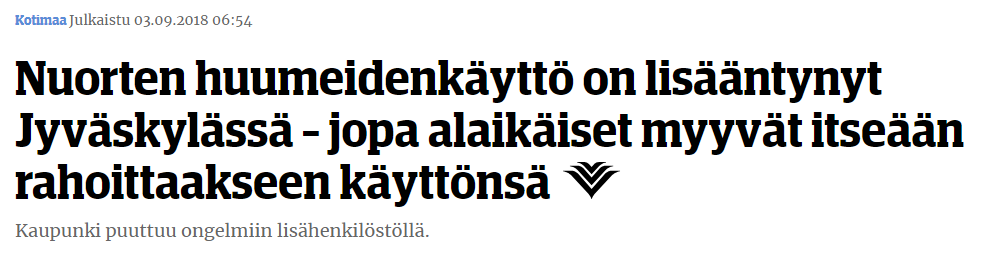 Kotimaa Julkaistu 03.09.2018 06:54
Nuorten huumeidenkäyttö on lisääntynyt
Jyväskylässä – jopa alaikäiset myyvät itseään
rahoittaakseen käyttönsä
Kaupunki puuttuu ongelmiin lisähenkilöstöllä.